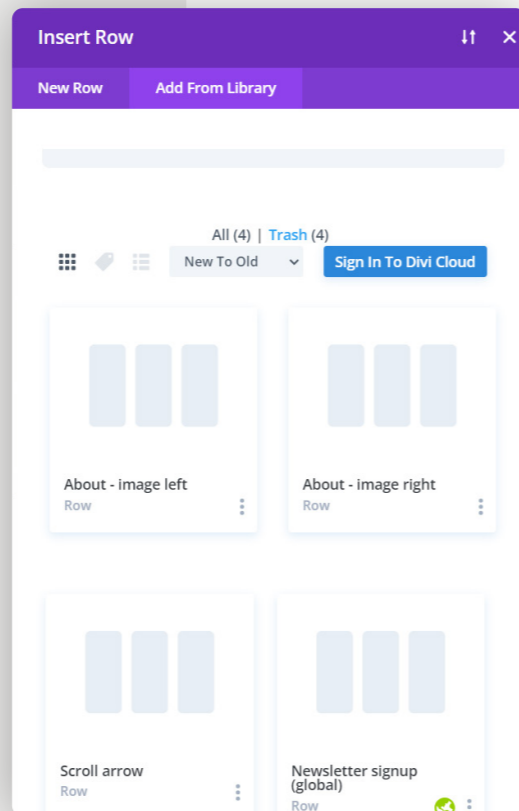 Insert Row
New Row Add From Library
All (4) | Trash (4)
New To Old Sign In To Divi Cloud
About - image left
Row
About - image right
Row
Scroll arrow
Row
Newsletter signup
(global)
Row